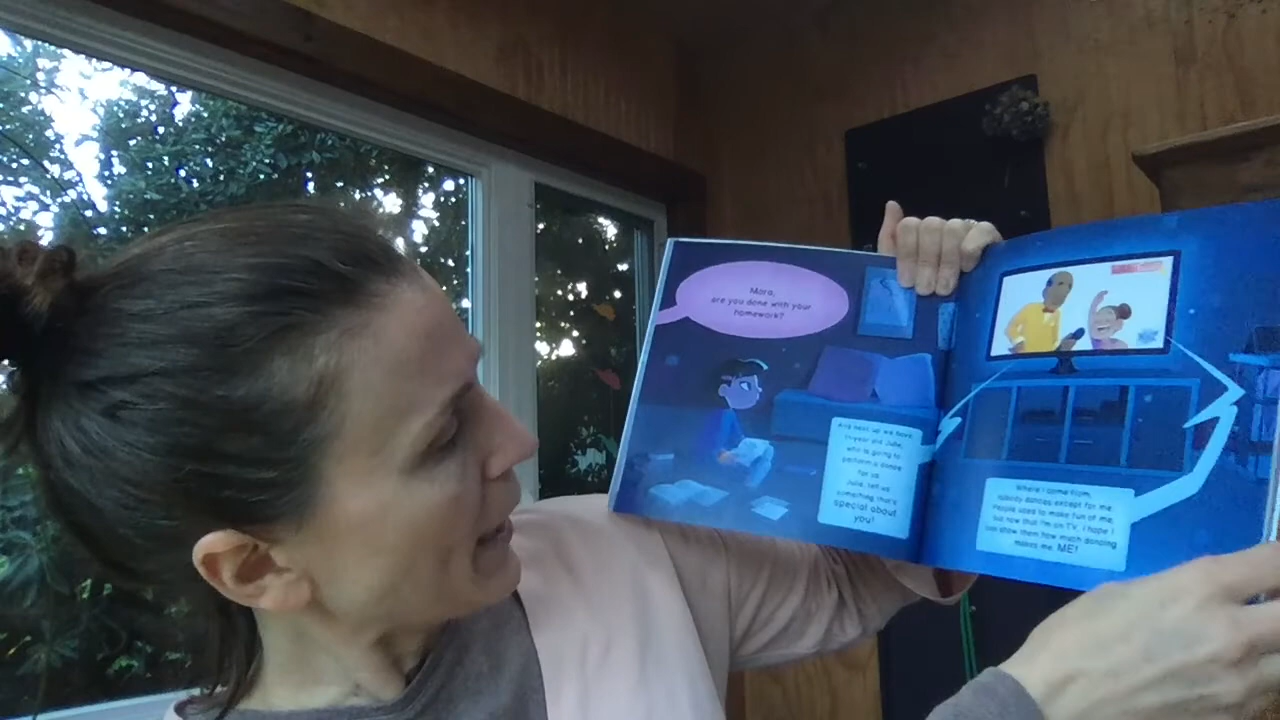 Mara,
are you done with your
homework?
And next up we have
14-year old Julie,
who is going to
perform a dance
for us.
Julie, tell us
something that's
special about
you!
Where I come from,
nobody dances except for me.
People used to make fun of me,
but now that I'm on TV, I hope I
can show them how much dancing
makes me, ME!